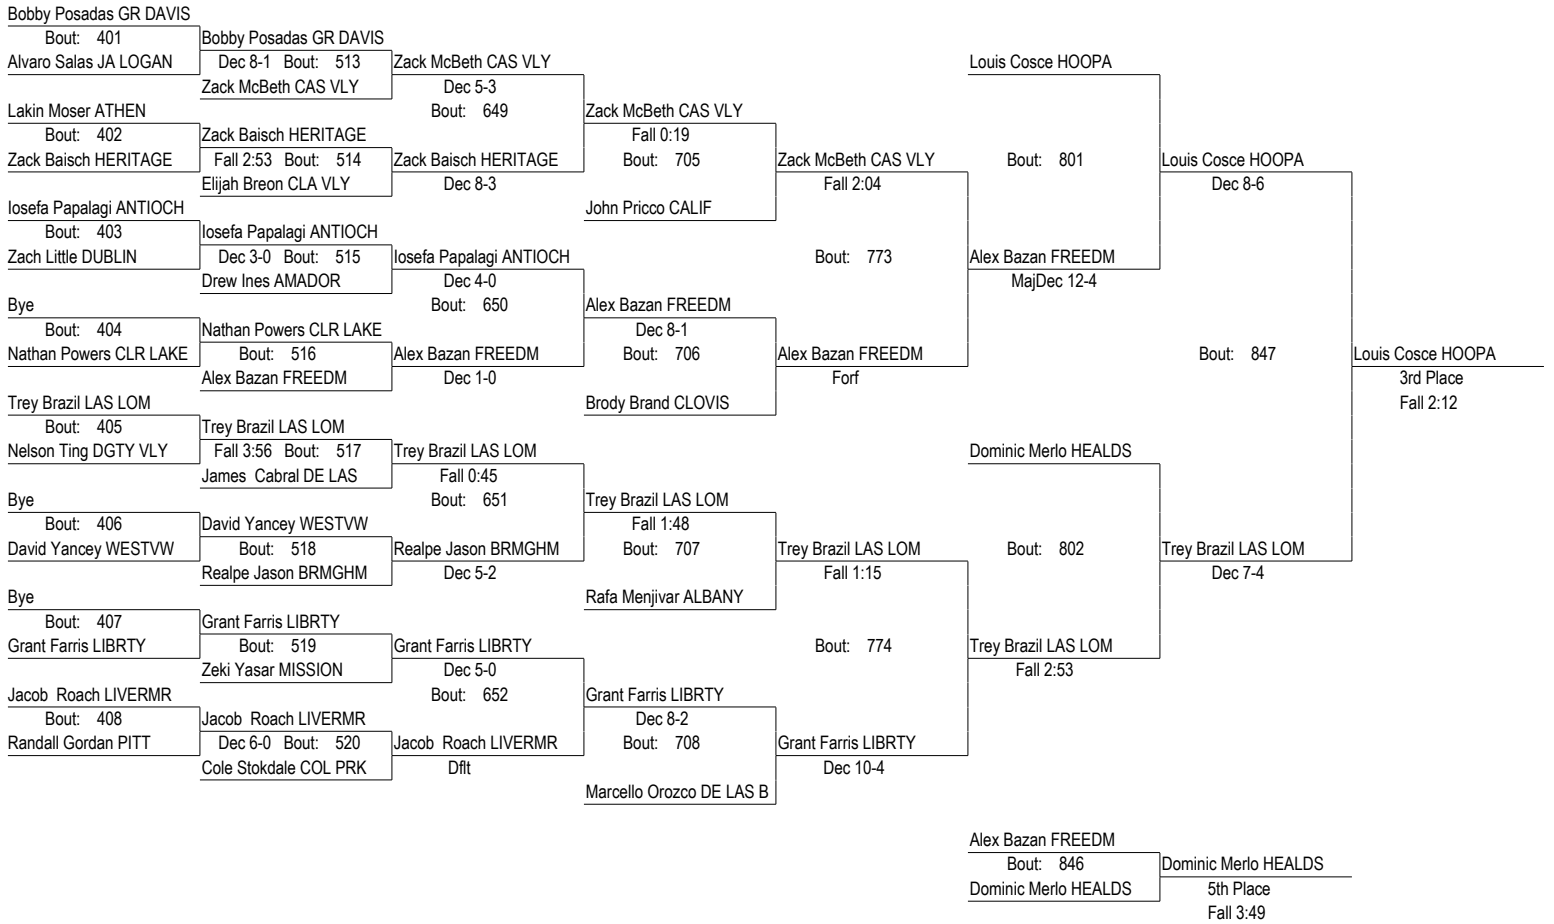 Bobby Posadas GR DAVIS
Bout: 401
Alvaro Salas JA LOGAN
Lakin Moser ATHEN
Bout: 402
Zack Baisch HERITAGE
Iosefa Papalagi ANTIOCH
Bout: 403
Zach Little DUBLIN
Bye
Bout: 404
Nathan Powers CLR LAKE
Trey Brazil LAS LOM
Bout: 405
Nelson Ting DGTY VLY
Bye
Bout: 406
David Yancey WESTVW
Bye
Bout: 407
Grant Farris LIBRTY
Jacob Roach LIVERMR
Bout: 408
Randall Gordan PITT
Bobby Posadas GR DAVIS
Dec 8-1 Bout: 513
Zack McBeth CAS VLY
Zack Baisch HERITAGE
Fall 2:53 Bout: 514
Elijah Breon CLA VLY
Iosefa Papalagi ANTIOCH
Dec 3-0 Bout: 515
Drew Ines AMADOR
Nathan Powers CLR LAKE
Bout: 516
Alex Bazan FREEDM
Trey Brazil LAS LOM
Fall 3:56 Bout: 517
James Cabral DE LAS
David Yancey WESTVW
Bout: 518
Realpe Jason BRMGHM
Grant Farris LIBRTY
Bout: 519
Zeki Yasar MISSION
Jacob Roach LIVERMR
Dec 6-0 Bout: 520
Cole Stokdale COL PRK
Zack McBeth CAS VLY
Dec 5-3
Bout: 649
Zack Baisch HERITAGE
Dec 8-3
Iosefa Papalagi ANTIOCH
Dec 4-0
Bout: 650
Alex Bazan FREEDM
Dec 1-0
Trey Brazil LAS LOM
Fall 0:45
Bout: 651
Realpe Jason BRMGHM
Dec 5-2
Grant Farris LIBRTY
Dec 5-0
Bout: 652
Jacob Roach LIVERMR
Dflt
Zack McBeth CAS VLY
Fall 0:19
Bout: 705
John Pricco CALIF
Alex Bazan FREEDM
Dec 8-1
Bout: 706
Brody Brand CLOVIS
Trey Brazil LAS LOM
Fall 1:48
Bout: 707
Rafa Menjivar ALBANY
Grant Farris LIBRTY
Dec 8-2
Bout: 708
Marcello Orozco DE LAS B
Zack McBeth CAS VLY
Fall 2:04
Bout: 773
Alex Bazan FREEDM
Forf
Trey Brazil LAS LOM
Fall 1:15
Bout: 774
Grant Farris LIBRTY
Dec 10-4
Louis Cosce HOOPA
Bout: 801
Alex Bazan FREEDM
MajDec 12-4
Dominic Merlo HEALDS
Bout: 802
Trey Brazil LAS LOM
Fall 2:53
Louis Cosce HOOPA
Dec 8-6
Bout: 847
Trey Brazil LAS LOM
Dec 7-4
Louis Cosce HOOPA
3rd Place
Fall 2:12
Alex Bazan FREEDM
Bout: 846
Dominic Merlo HEALDS
Dominic Merlo HEALDS
5th Place
Fall 3:49